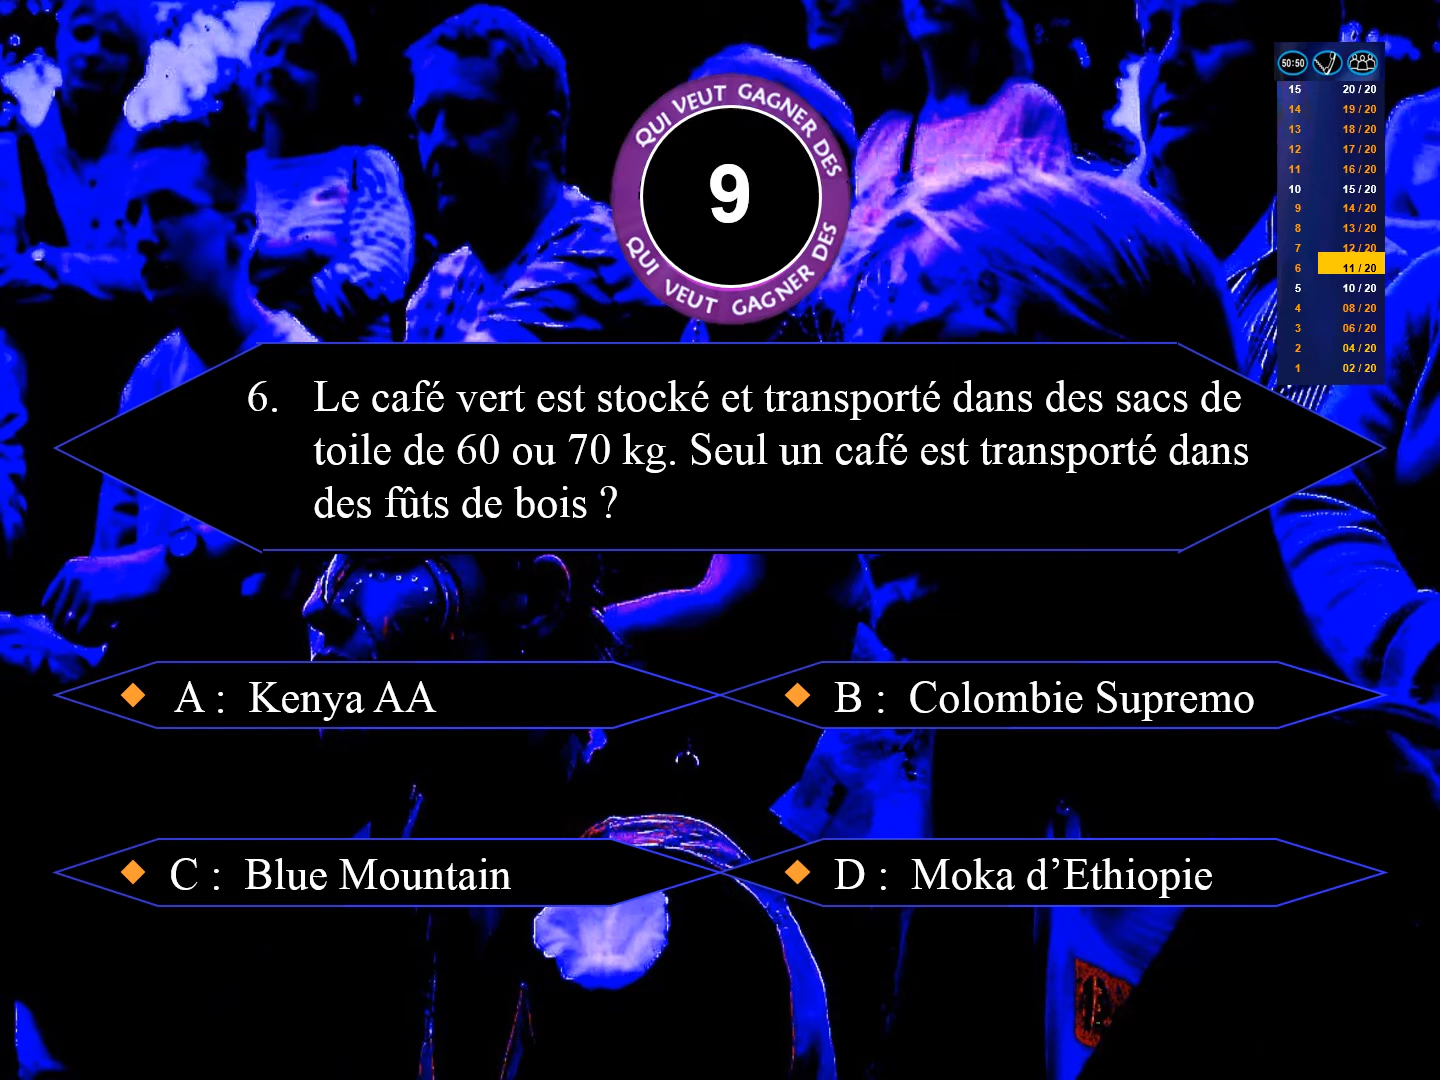 QUI VEUT GAGNER DES
9
QUI VEUT GAGNER DES
50:50
15 20 / 20
14 19 / 20
13 18 / 20
12 17 / 20
11 16 / 20
10 15 / 20
9 14 / 20
8 13 / 20
7 12 / 20
6 11 / 20
5 10 / 20
4 08 / 20
3 06 / 20
2 04 / 20
1 02 / 20
6. Le café vert est stocké et transporté dans des sacs de
toile de 60 ou 70 kg. Seul un café est transporté dans
des fûts de bois ?
A : Kenya AA
B : Colombie Supremo
C : Blue Mountain
D : Moka d’Ethiopie